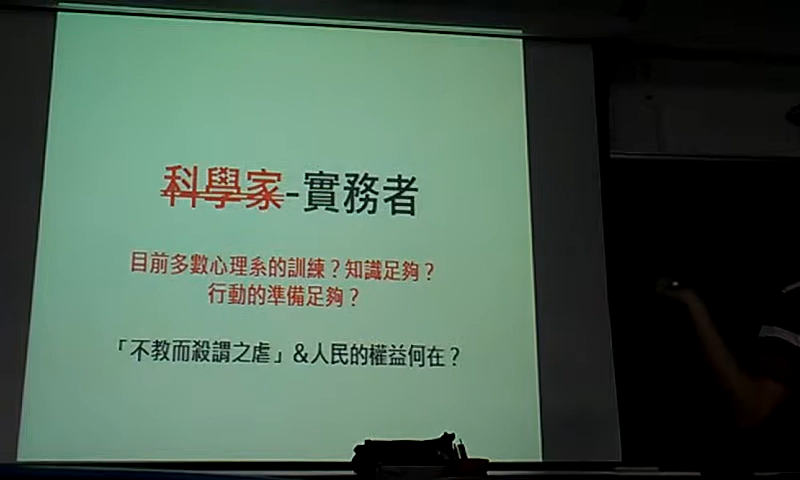 科學家-實務者
目前多數心理系的訓練？知識足夠？
行動的準備足夠？
「不教而殺謂之虐」&人民的權益何在？